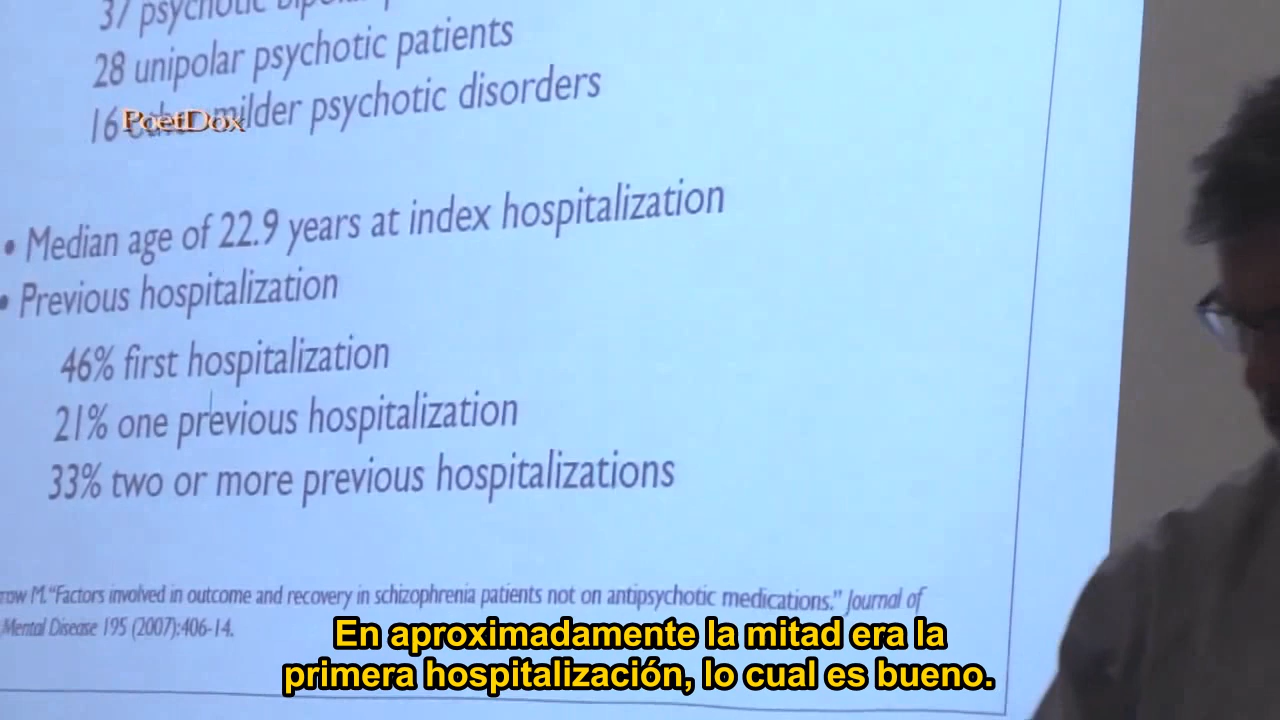 37 psychotic
28 unipolar psychotic patients
16 milder psychotic disorders
PoetDox
• Median age of 22.9 years at index hospitalization
• Previous hospitalization
46% first hospitalization
21% one previous hospitalization
33% two or more previous hospitalizations
M. “Factors involved in outcome and recovery in schizophrenia patients not on antipsychotic medications.” Journal of
Mental Disease 195 (2007):406-14.
En aproximadamente la mitad era la
primera hospitalización, lo cual es bueno.